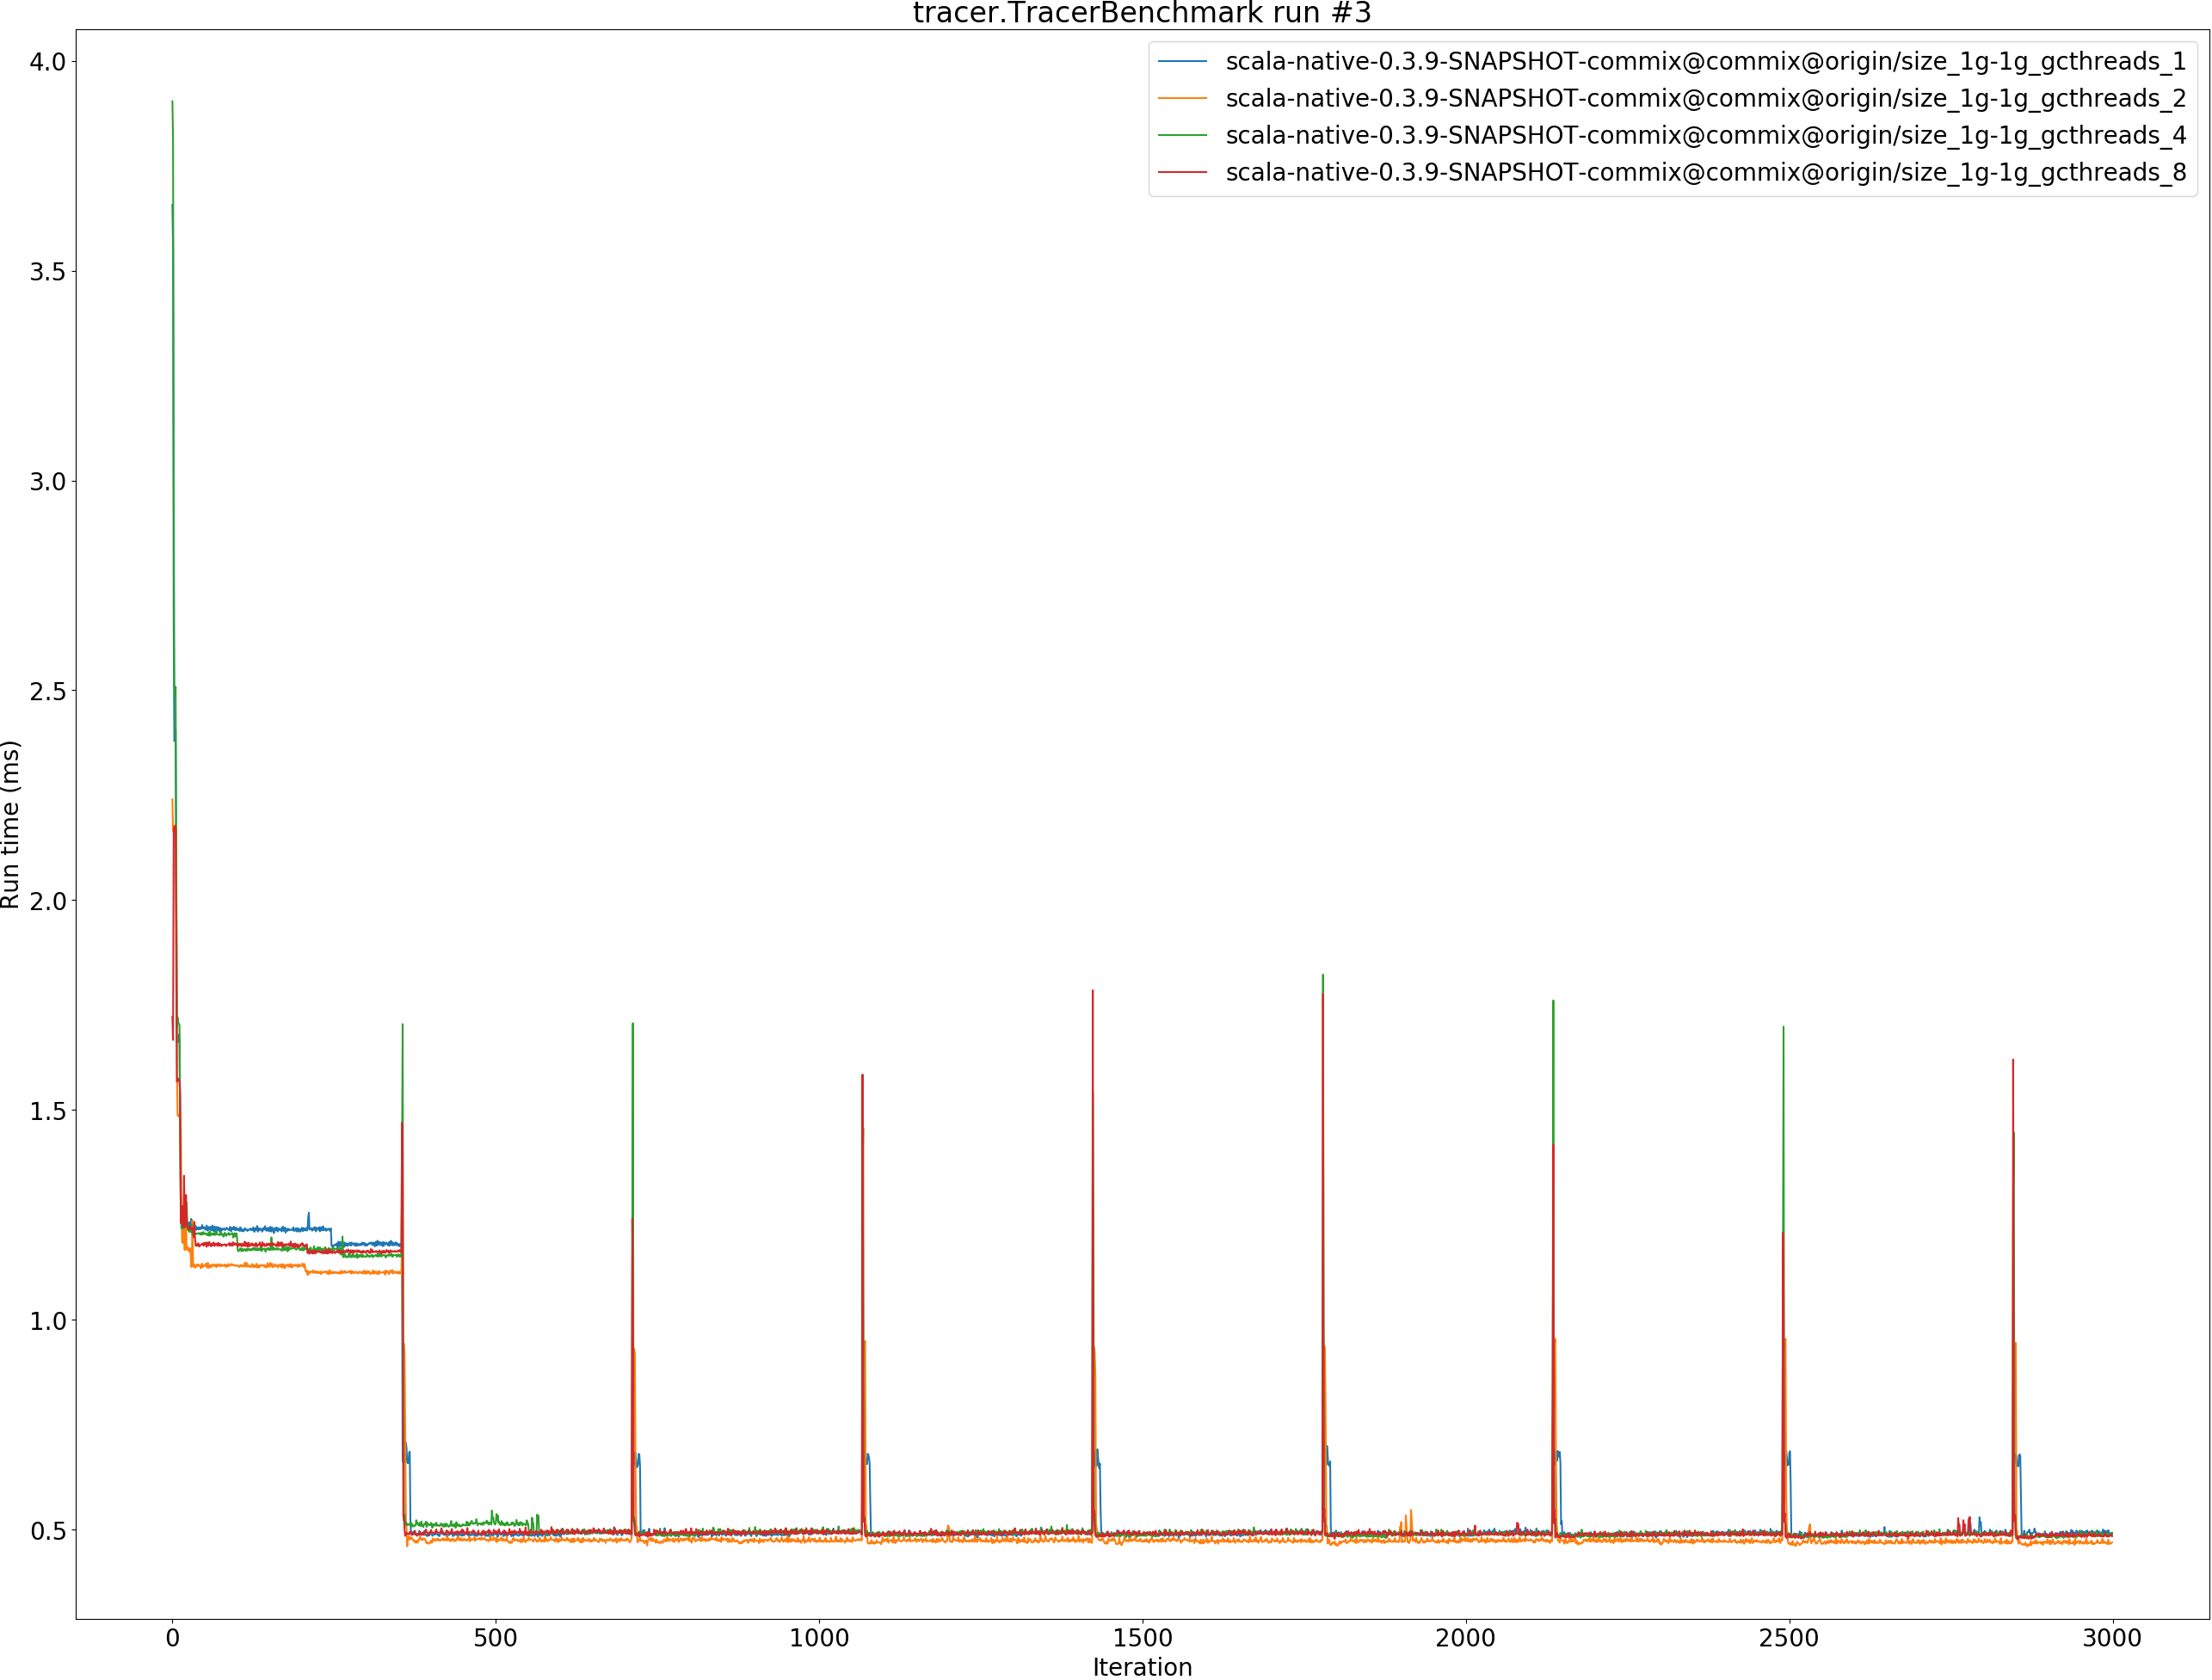 tracer.TracerBenchmark run #3
scala-native-0.3.9-SNAPSHOT-commix@commix@origin/size_1g-1g_gcthreads_1
scala-native-0.3.9-SNAPSHOT-commix@commix@origin/size_1g-1g_gcthreads_2
scala-native-0.3.9-SNAPSHOT-commix@commix@origin/size_1g-1g_gcthreads_4
scala-native-0.3.9-SNAPSHOT-commix@commix@origin/size_1g-1g_gcthreads_8
Run time (ms)
4.0
3.5
3.0
2.5
2.0
1.5
1.0
0.5
0 500 1000 1500 2000 2500 3000
Iteration